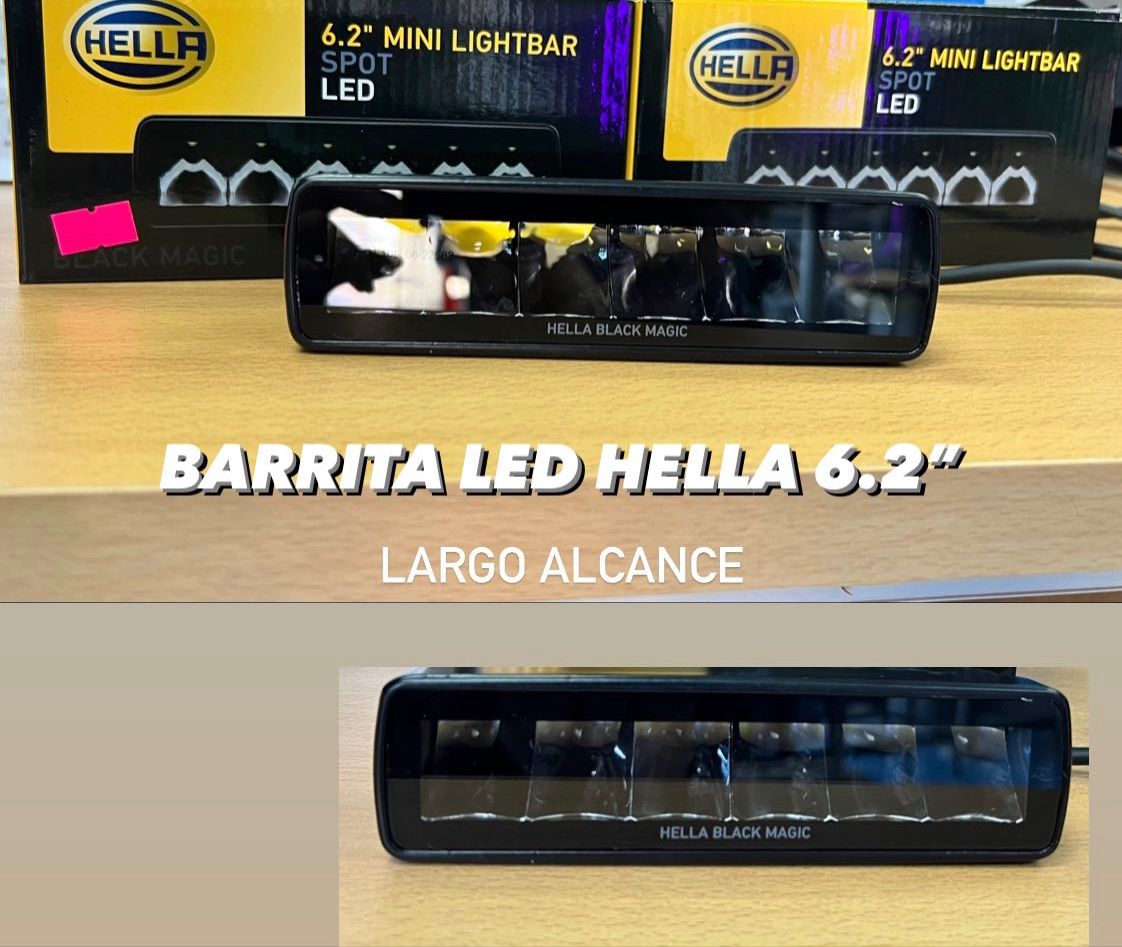 HELLA
6.2" MINI LIGHTBAR
SPOT
LED
BLACK MAGIC
HELLA
6.2" MINI LIGHTBAR
SPOT
LED
HELLA BLACK MAGIC
BARRITA LED HELLA 6.2”
LARGO ALCANCE
HELLA BLACK MAGIC